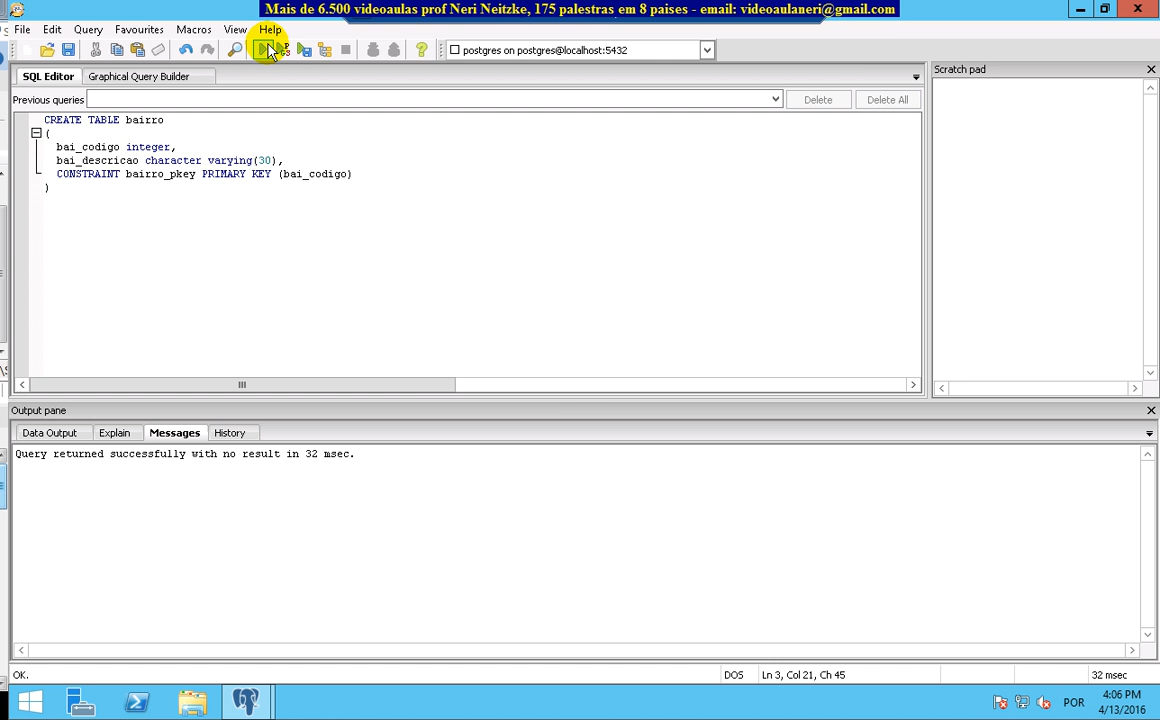 Mais de 6.500 videoaulas prof Neri Neitzke, 175 palestras em 8 paises - email: videoaulaneri@gmail.com
File Edit Query Favourites Macros View Help
postgres on postgres@localhost:5432
SQL Editor Graphical Query Builder
Scratch pad
Previous queries Delete Delete All
CREATE TABLE bairro
(
bai_codigo integer,
bai_descricao character varying(30),
CONSTRAINT bairro_pkey PRIMARY KEY (bai_codigo)
)
Output pane
Data Output Explain Messages History
Query returned successfully with no result in 32 msec.
OK. DOS Ln 3, Col 21, Ch 45 32 msec
POR
4:06 PM
4/13/2016